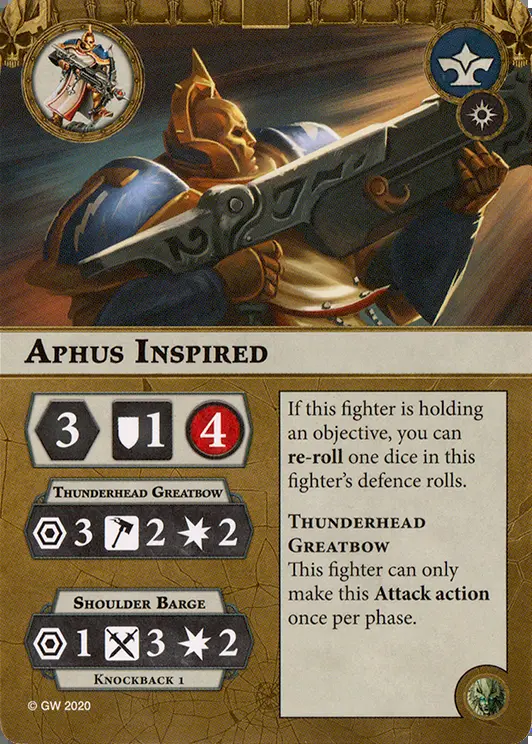 Aphus Inspired
3 1 4
Thunderhead Greatbow
3 2 2
Shoulder Barge
1 3 2
Knockback 1
© GW 2020
If this fighter is holding
an objective, you can
re-roll one dice in this
fighter's defence rolls.
Thunderhead
Greatbow
This fighter can only
make this Attack action
once per phase.